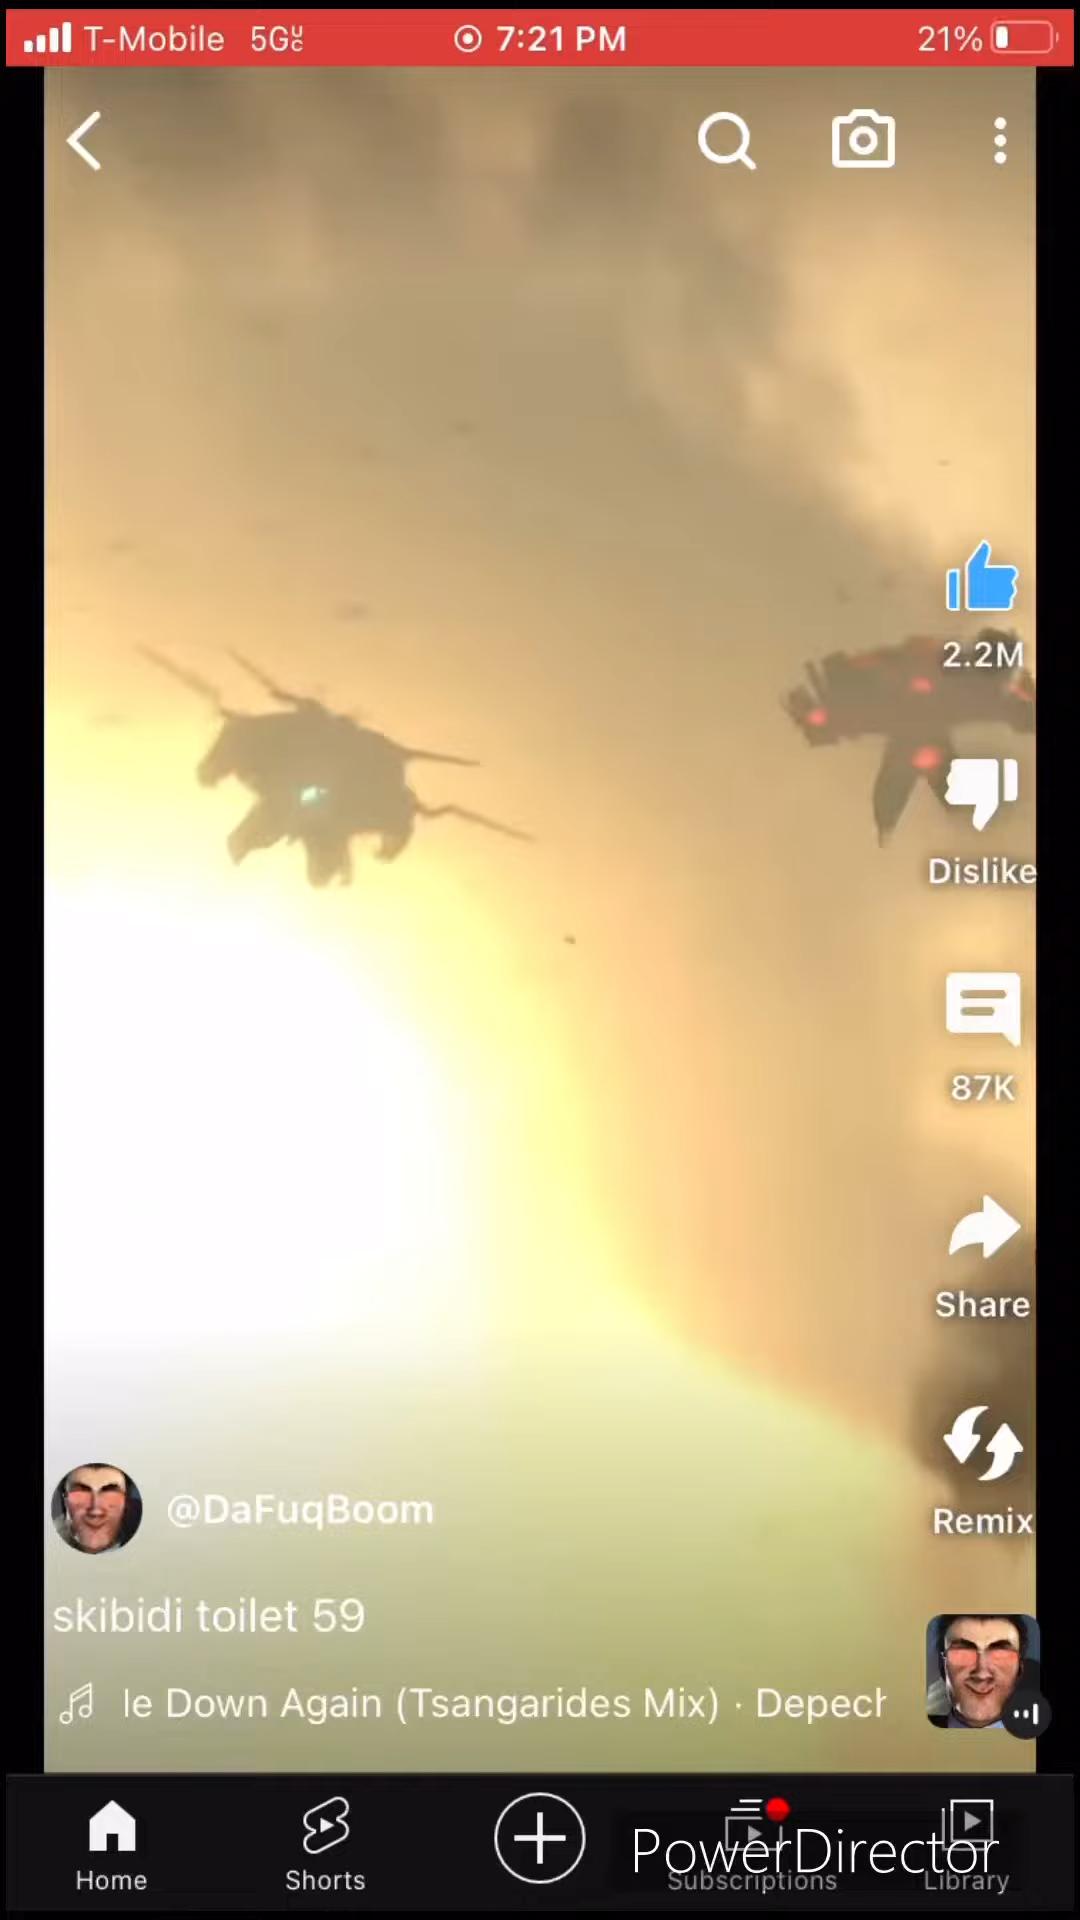 T-Mobile 5GUC 7:21 PM 21%
2.2M
Dislike
87K
Share
Remix
@DaFuqBoom
skibidi toilet 59
le Down Again (Tsangarides Mix) · Depech
Home
Shorts
Subscriptions
Library
PowerDirector